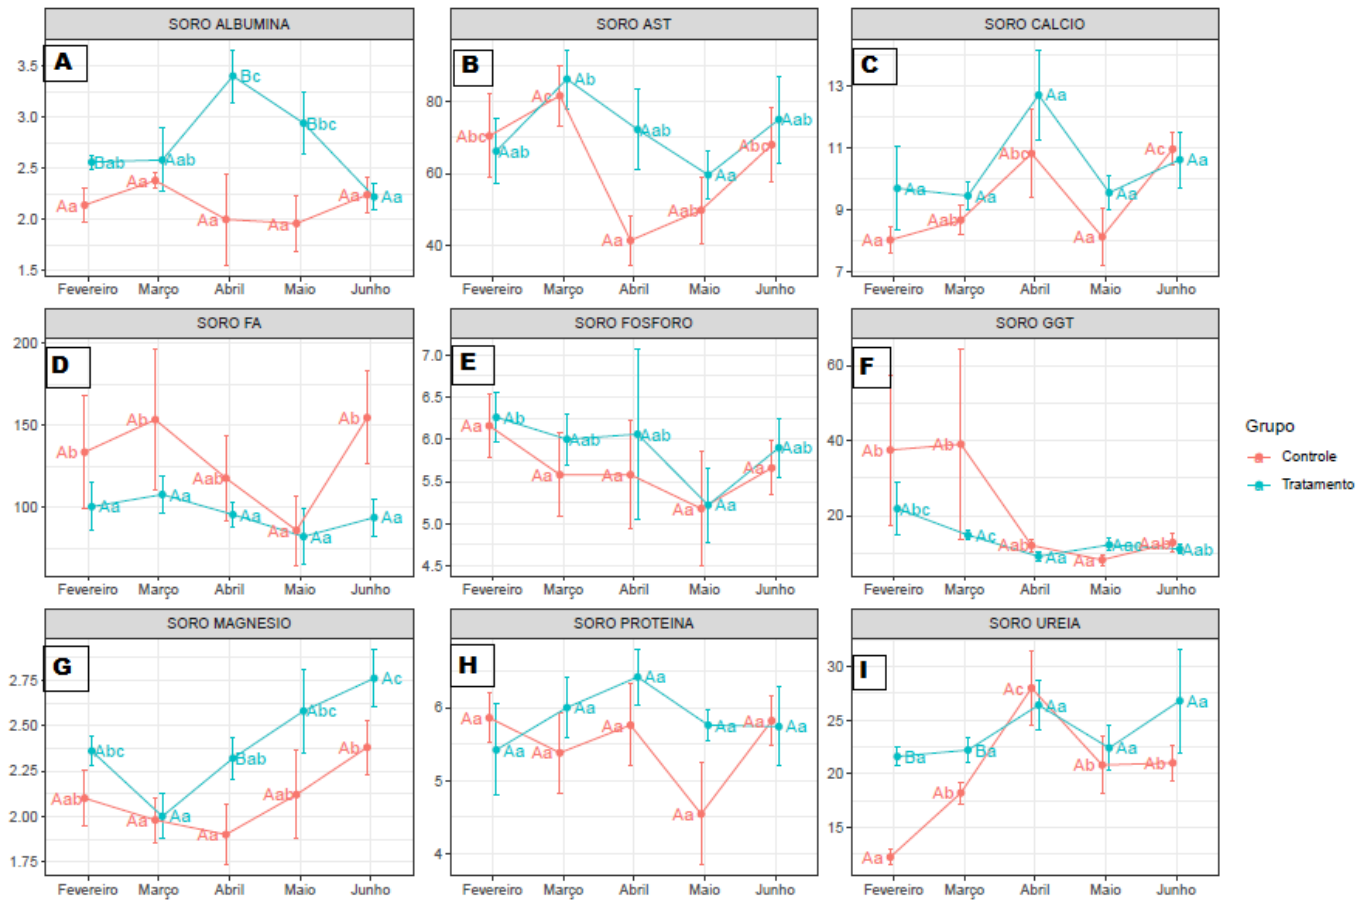 SORO ALBUMINA
A
3.5
3.0
2.5
2.0
1.5
Bab
Aab
Bc
Bbc
Aa
Aa
Aa
Aa
Aa
Aa
Fevereiro Março Abril Maio Junho
SORO AST
B
80
60
40
Abc
Ac
Aa
Aab
Abc
Aab
Ab
Aab
Aa
Aab
Fevereiro Março Abril Maio Junho
SORO CALCIO
C
13
11
9
7
Aa
Aab
Abc
Aa
Ac
Aa
Aa
Aa
Aa
Aa
Fevereiro Março Abril Maio Junho
SORO FA
D
200
150
100
Ab
Ab
Aab
Aa
Ab
Aa
Aa
Aa
Aa
Aa
Fevereiro Março Abril Maio Junho
SORO FOSFORO
E
7.0
6.5
6.0
5.5
5.0
4.5
Aa
Aa
Aa
Aa
Aa
Ab
Aab
Aab
Aa
Aab
Fevereiro Março Abril Maio Junho
SORO GGT
F
60
40
20
Ab
Ab
Aab
Aa
Aab
Abc
Ac
Aa
Aac
Aab
Fevereiro Março Abril Maio Junho
Grupo
Controle
Tratamento
SORO MAGNESIO
G
2.75
2.50
2.25
2.00
1.75
Aab
Aa
Aa
Aab
Ab
Abc
Aa
Bab
Abc
Ac
Fevereiro Março Abril Maio Junho
SORO PROTEINA
H
6
5
4
Aa
Aa
Aa
Aa
Aa
Aa
Aa
Aa
Aa
Aa
Fevereiro Março Abril Maio Junho
SORO UREIA
I
30
25
20
15
Aa
Ab
Ac
Ab
Ab
Ba
Ba
Aa
Aa
Aa
Fevereiro Março Abril Maio Junho